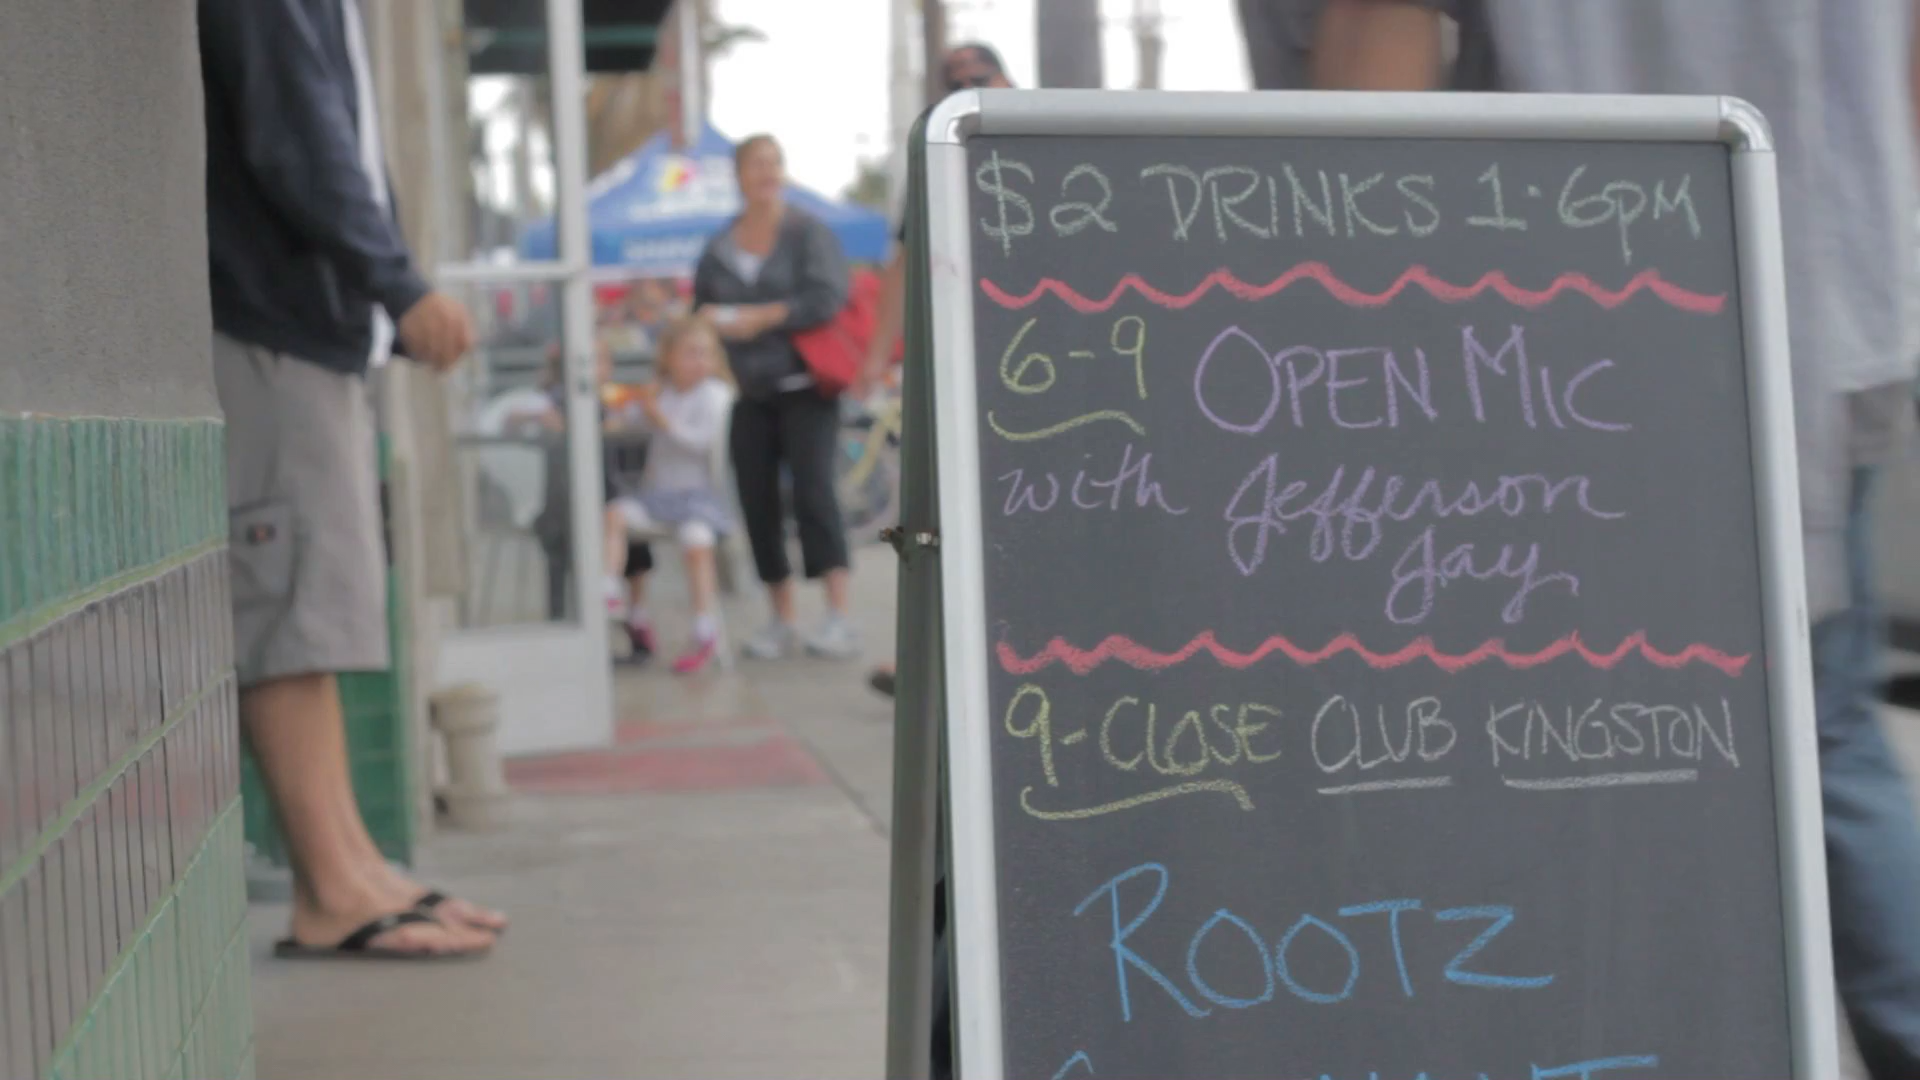 $2 DRINKS 1-6PM
6-9 OPEN MIC
with Jefferson
Jay
9-CLOSE CLUB KINGSTON
ROOTZ